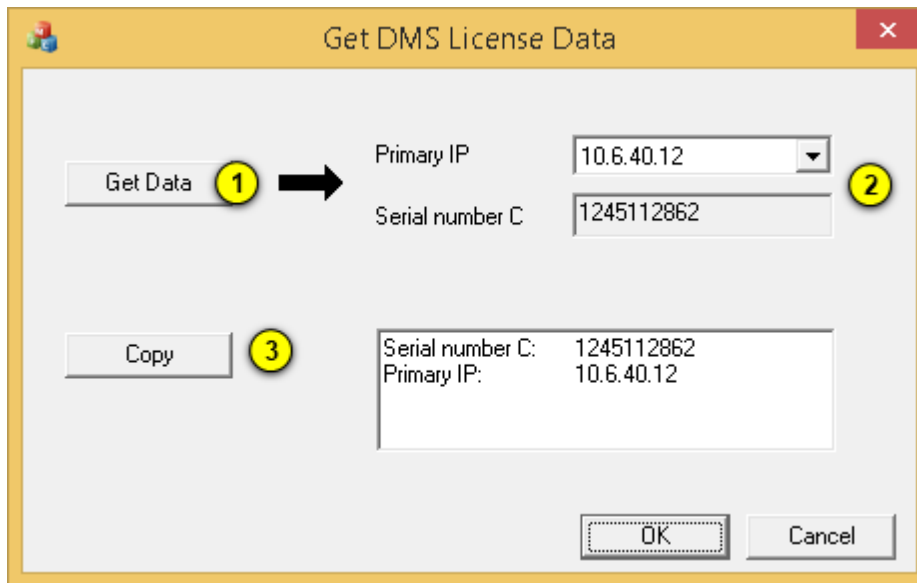 Get DMS License Data
Primary IP 10.6.40.12
Get Data 1 2
Serial number C 1245112862
Copy 3
Serial number C: 1245112862
Primary IP: 10.6.40.12
OK Cancel